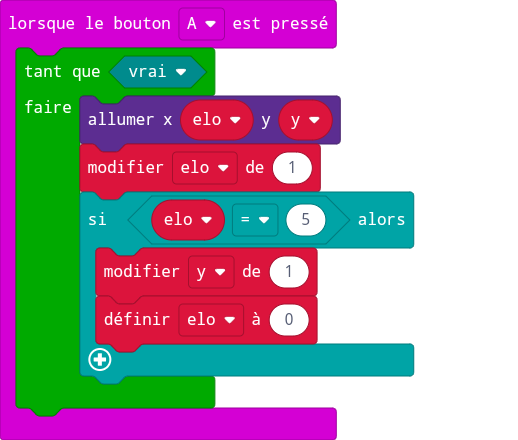 lorsque le bouton A est pressé
tant que vrai
faire
allumer x elo y y
modifier elo de 1
si elo = 5 alors
modifier y de 1
définir elo à 0